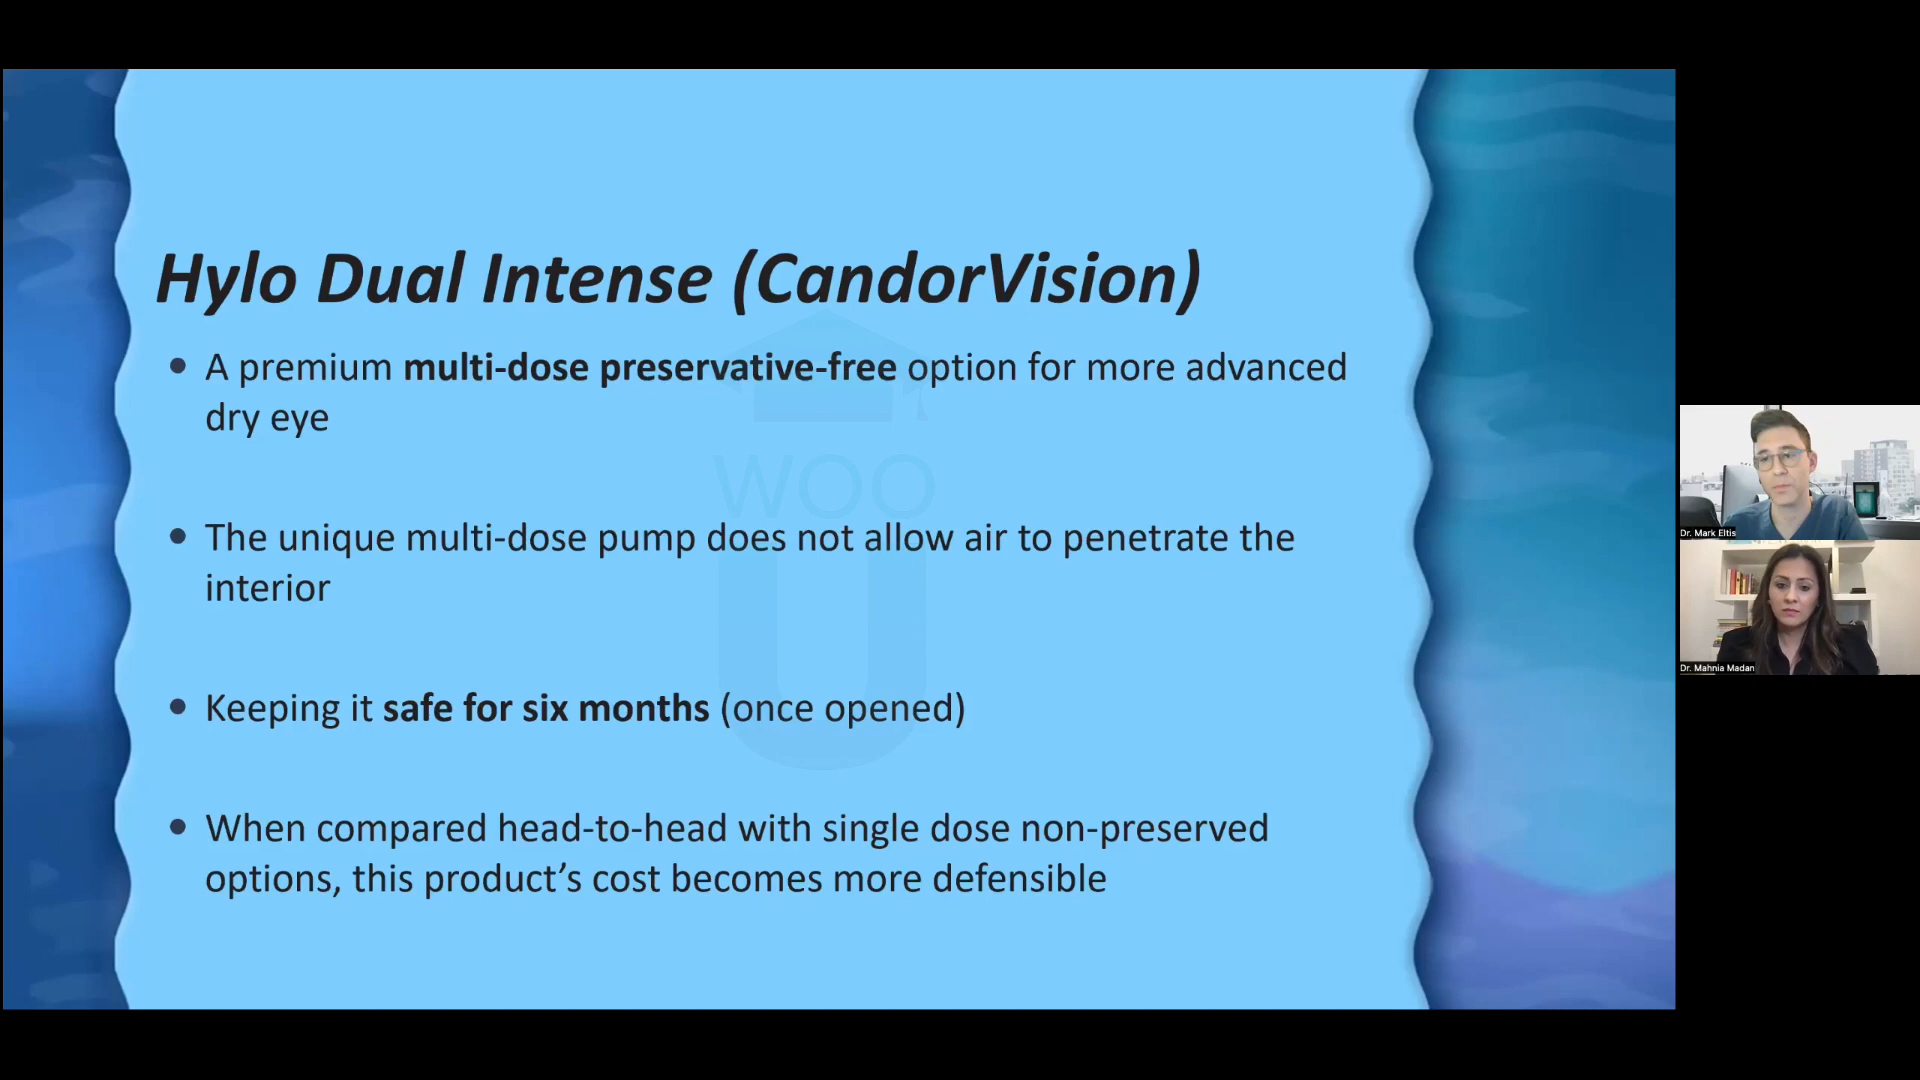 Hylo Dual Intense (CandorVision)
• A premium multi-dose preservative-free option for more advanced
dry eye
• The unique multi-dose pump does not allow air to penetrate the
interior
• Keeping it safe for six months (once opened)
• When compared head-to-head with single dose non-preserved
options, this product’s cost becomes more defensible
WOO
U
Dr. Mark Eltis
Dr. Mahnia Madan